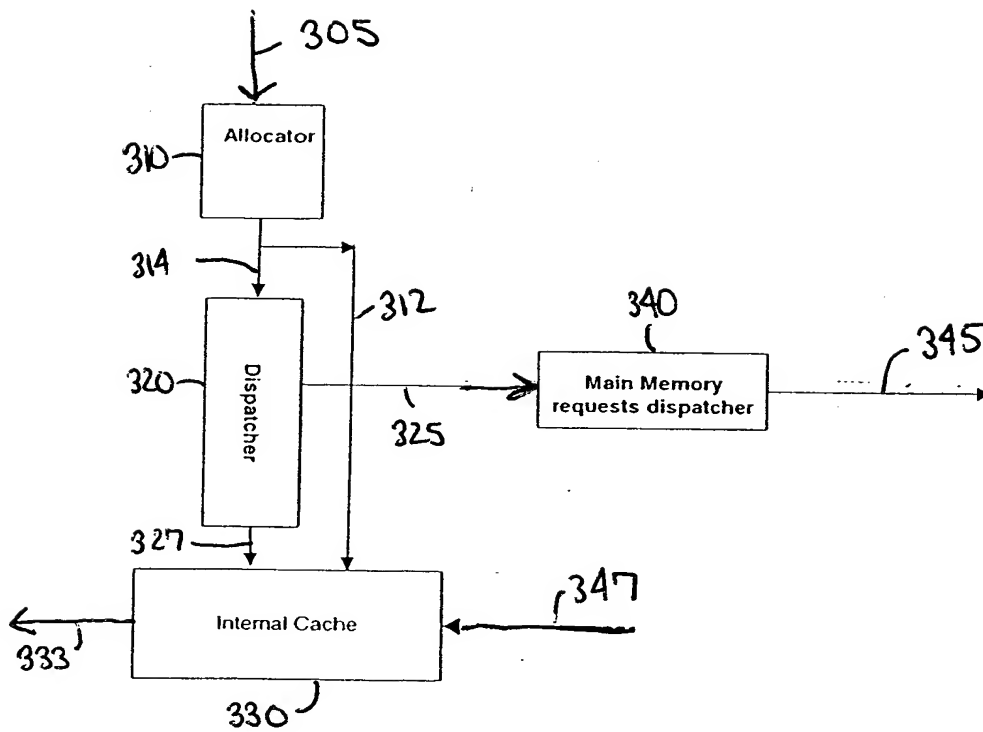 305
Allocator
310
314
312
340
345
320
Dispatcher
Main Memory
requests dispatcher
325
327
347
Internal Cache
333
330